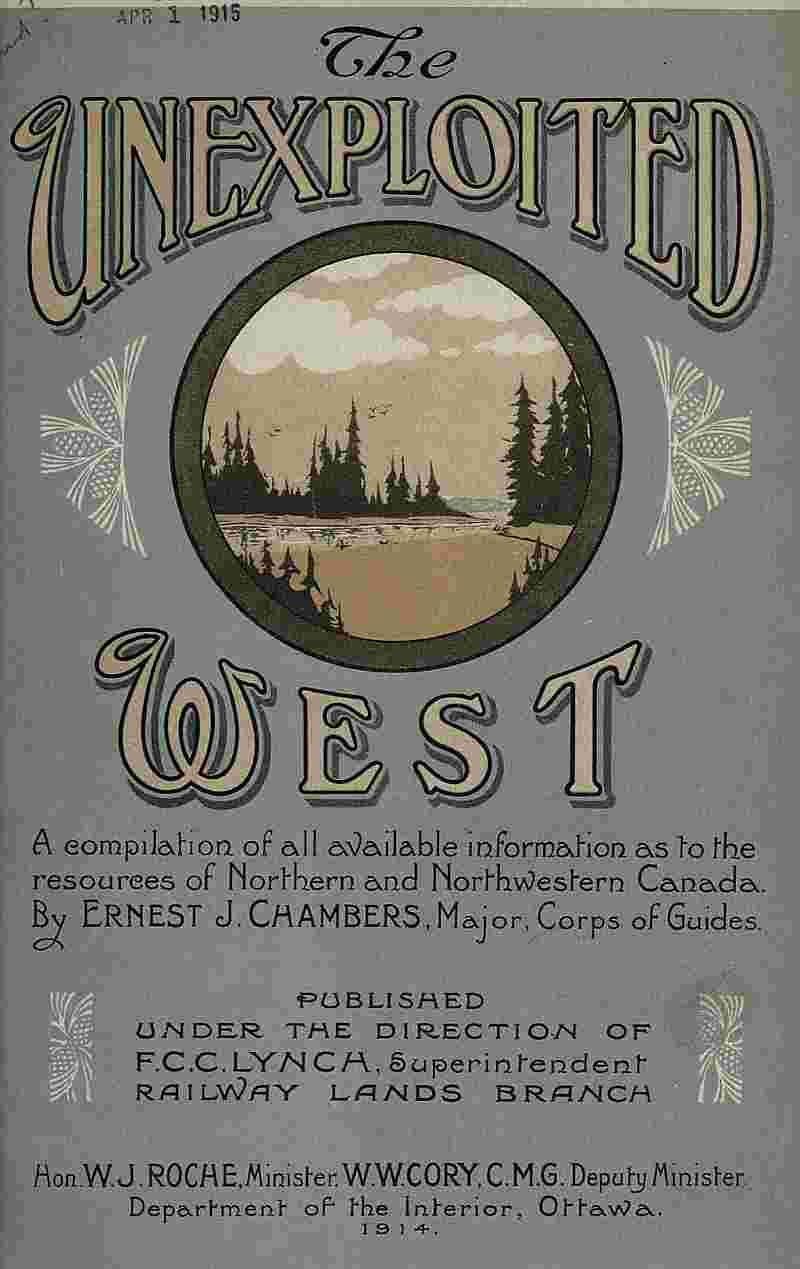 APR 1 1915
The
UNEXPLOITED
WEST
A compilation of all available information as to the
resources of Northern and Northwestern Canada.
By ERNEST J. CHAMBERS, Major, Corps of Guides.
PUBLISHED
UNDER THE DIRECTION OF
F.C.C. LYNCH, Superintendent
RAILWAY LANDS BRANCH
Hon. W. J. ROCHE, Minister. W. W. CORY, C.M.G. Deputy Minister
Department of the Interior, Ottawa.
1914.